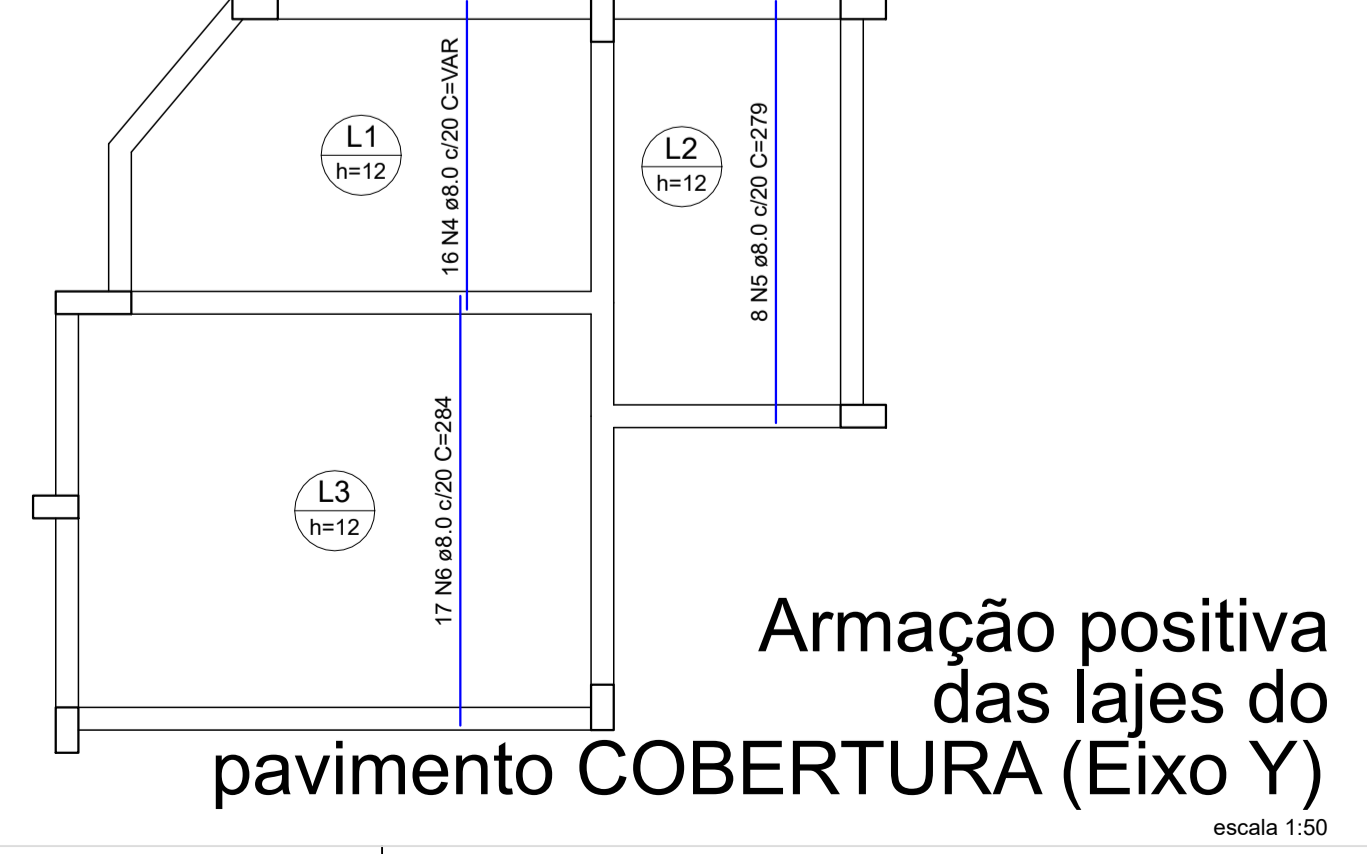 L1
h=12
16 N4 ø8.0 c/20 C=VAR
L2
h=12
8 N5 ø8.0 c/20 C=279
L3
h=12
17 N6 ø8.0 c/20 C=284
Armação positiva
das lajes do
pavimento COBERTURA (Eixo Y)
escala 1:50